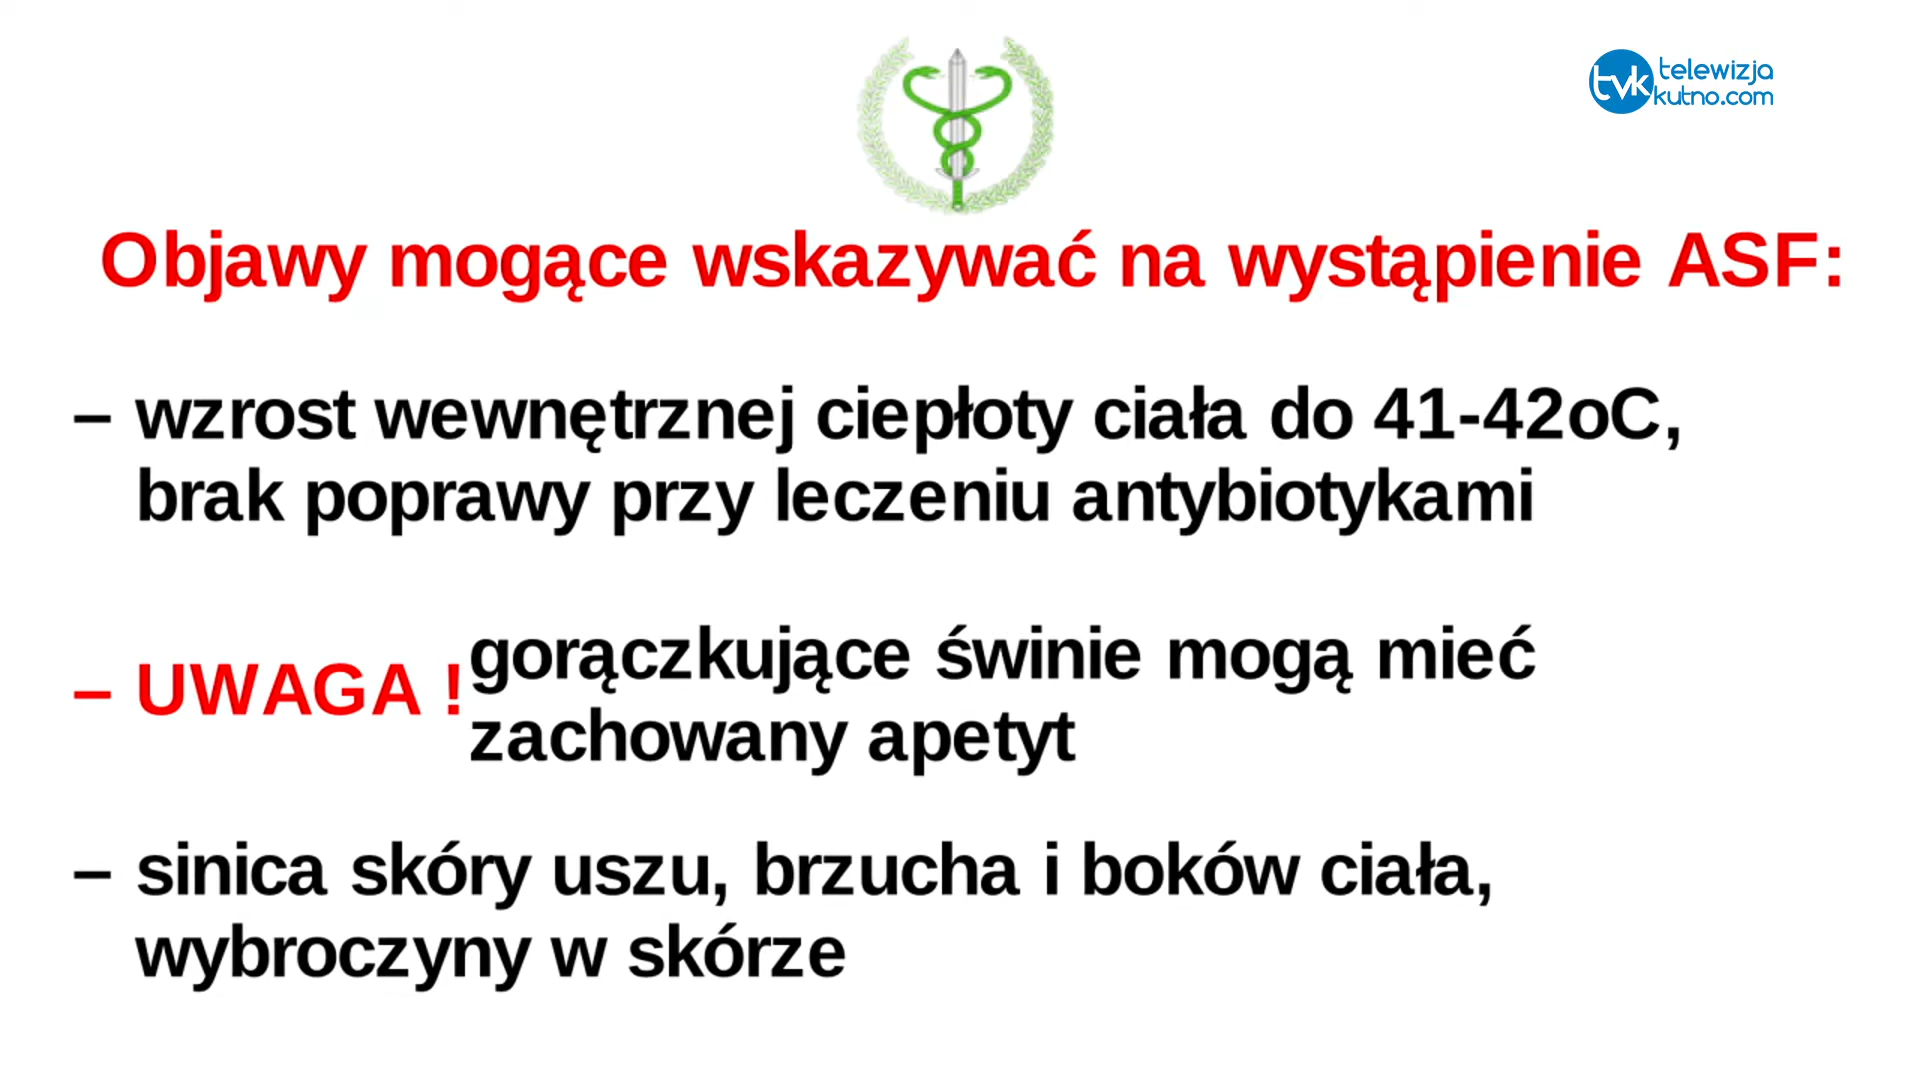 tvk telewizja
kutno.com
Objawy mogące wskazywać na wystąpienie ASF:
– wzrost wewnętrznej ciepłoty ciała do 41-42oC,
brak poprawy przy leczeniu antybiotykami
– UWAGA ! gorączkujące świnie mogą mieć
zachowany apetyt
– sinica skóry uszu, brzucha i boków ciała,
wybroczyny w skórze